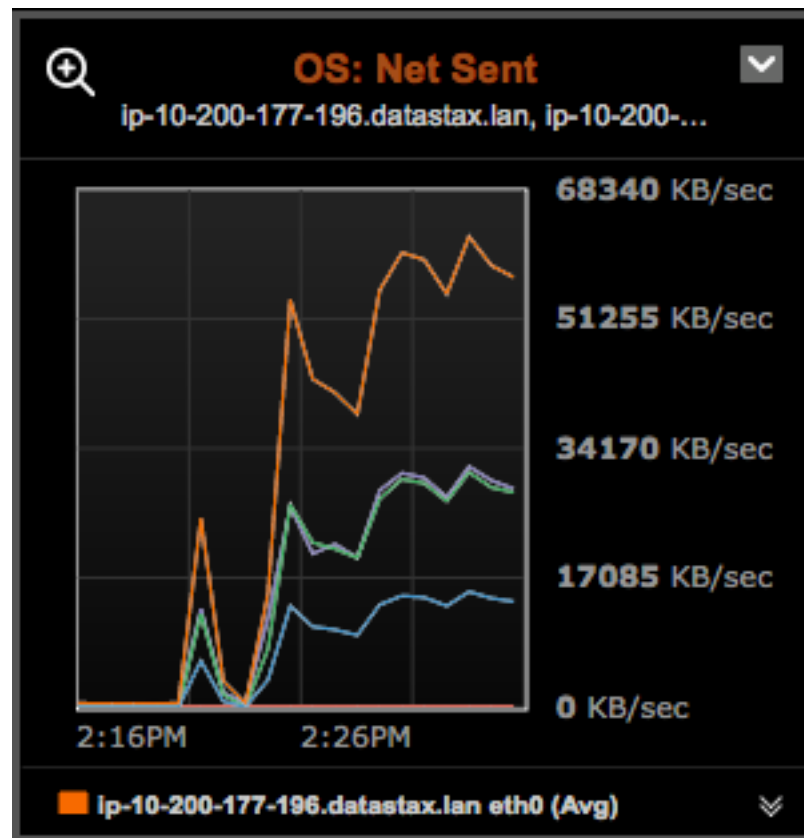 OS: Net Sent
ip-10-200-177-196.datastax.lan, ip-10-200-...
68340 KB/sec
51255 KB/sec
34170 KB/sec
17085 KB/sec
0 KB/sec
2:16PM 2:26PM
ip-10-200-177-196.datastax.lan eth0 (Avg)